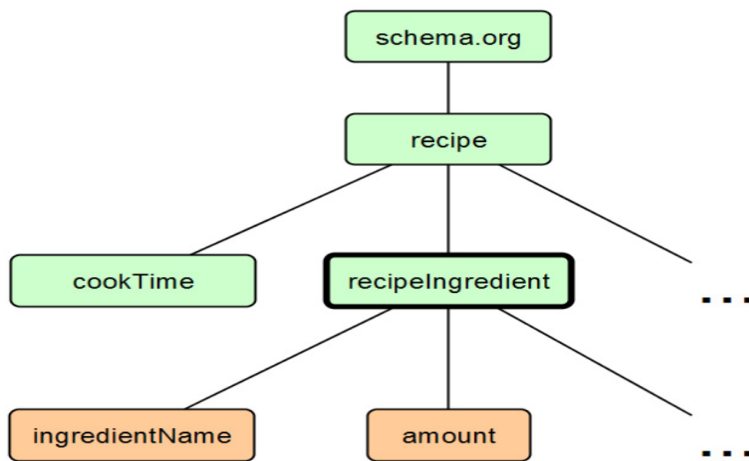 schema.org
recipe
cookTime
recipeIngredient
...
ingredientName
amount
...